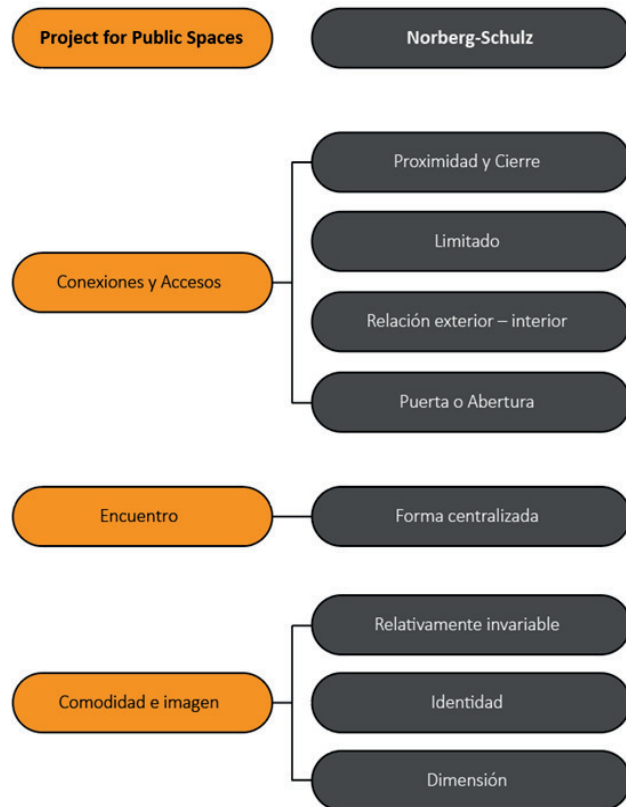 Project for Public Spaces
Norberg-Schulz
Conexiones y Accesos
Proximidad y Cierre
Limitado
Relación exterior – interior
Puerta o Abertura
Encuentro
Forma centralizada
Comodidad e imagen
Relativamente invariable
Identidad
Dimensión